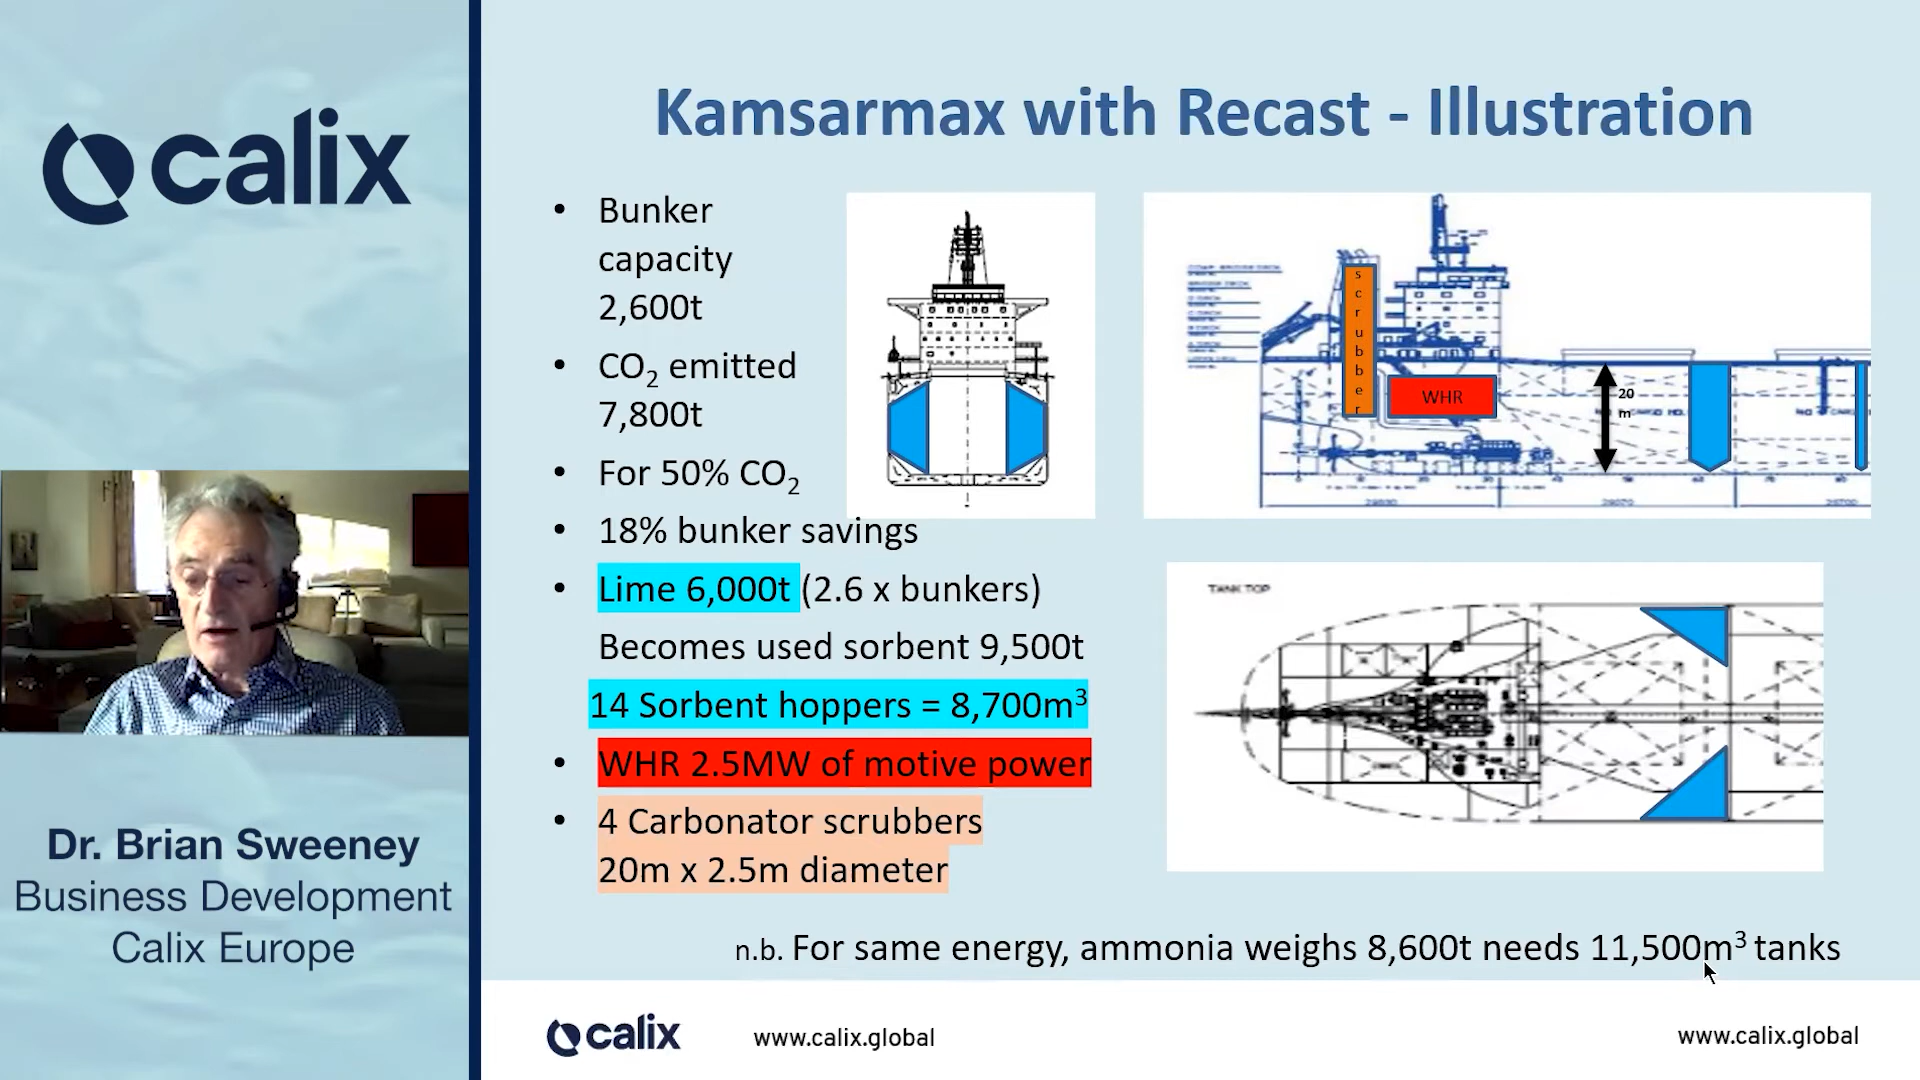 calix
Kamsarmax with Recast - Illustration
• Bunker
capacity
2,600t
• CO₂ emitted
7,800t
• For 50% CO₂
• 18% bunker savings
• Lime 6,000t (2.6 x bunkers)
Becomes used sorbent 9,500t
14 Sorbent hoppers = 8,700m³
• WHR 2.5MW of motive power
• 4 Carbonator scrubbers
20m x 2.5m diameter
scrubber
WHR
20
m
TANK TOP
n.b. For same energy, ammonia weighs 8,600t needs 11,500m³ tanks
Dr. Brian Sweeney
Business Development
Calix Europe
calix
www.calix.global
www.calix.global